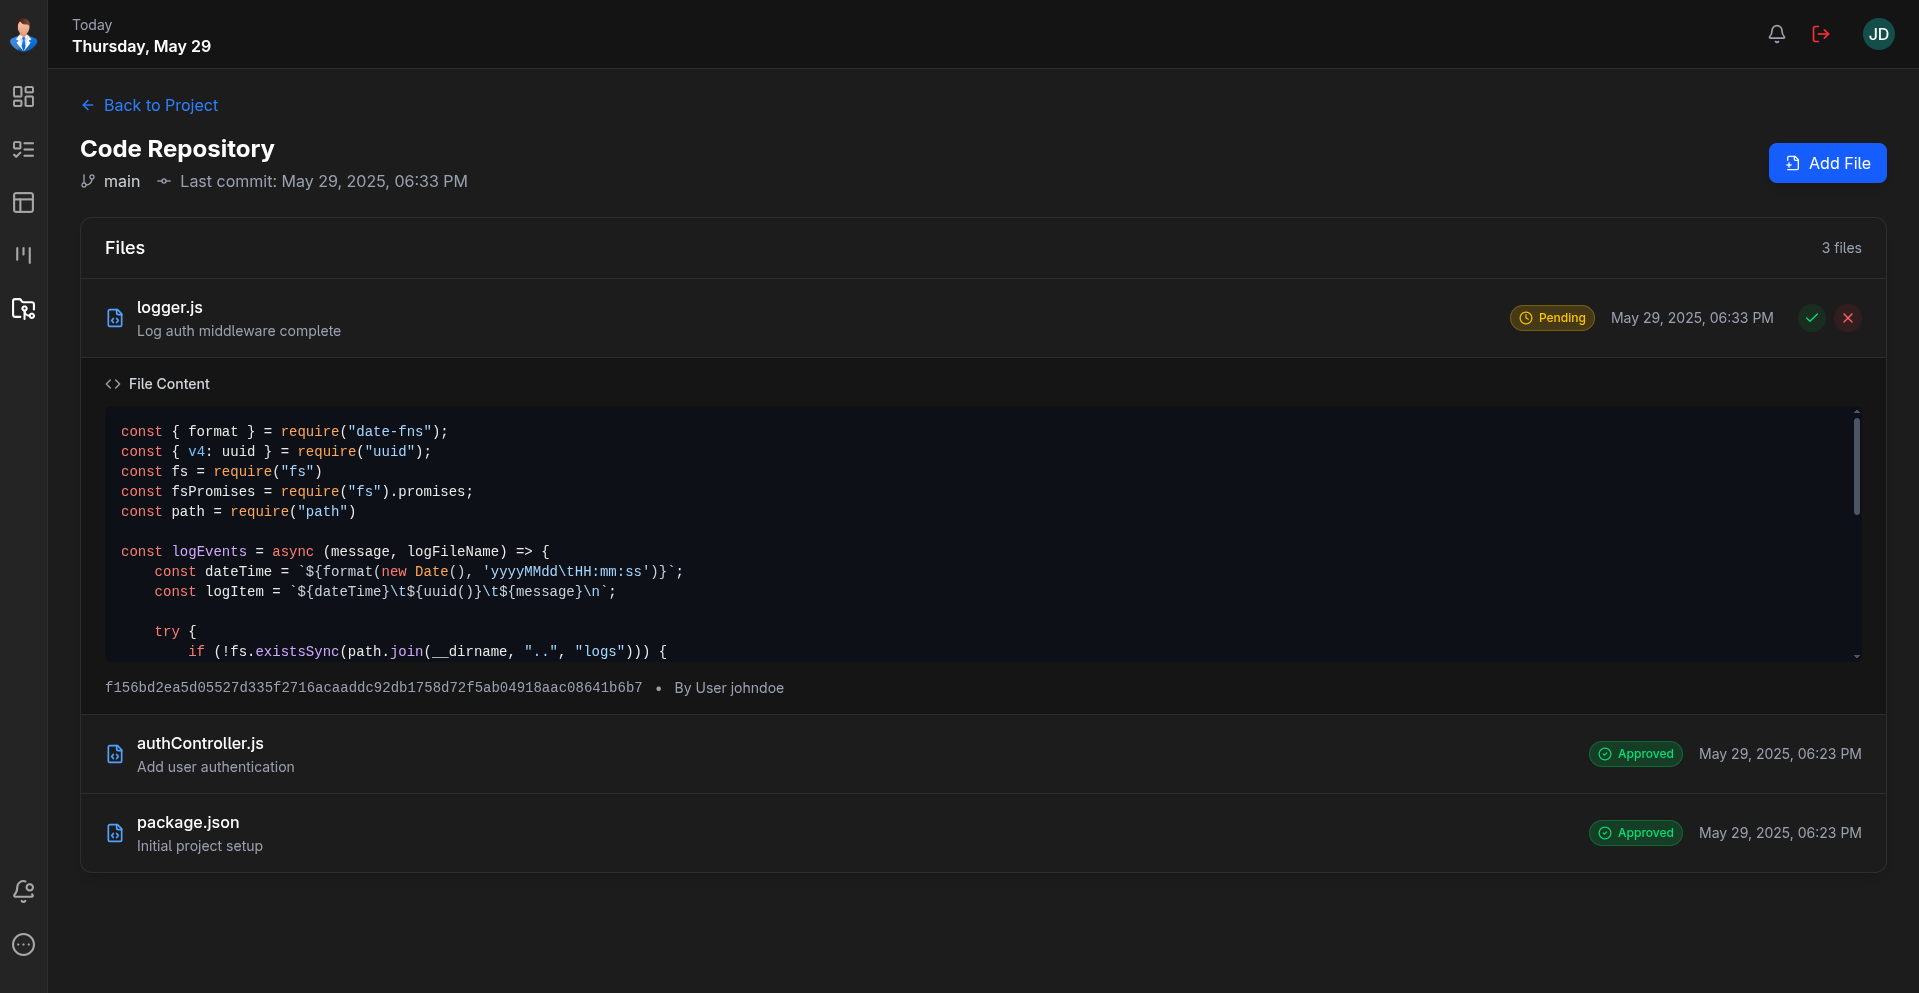 Today
Thursday, May 29
JD
Back to Project
Code Repository
main Last commit: May 29, 2025, 06:33 PM
Add File
Files
3 files
logger.js
Log auth middleware complete
Pending
May 29, 2025, 06:33 PM
File Content
const { format } = require("date-fns");
const { v4: uuid } = require("uuid");
const fs = require("fs")
const fsPromises = require("fs").promises;
const path = require("path")
const logEvents = async (message, logFileName) => {
    const dateTime = `${format(new Date(), 'yyyyMMdd\tHH:mm:ss')}`;
    const logItem = `${dateTime}\t${uuid()}\t${message}\n`;
    try {
        if (!fs.existsSync(path.join(__dirname, "..", "logs"))) {
f156bd2ea5d05527d335f2716acaaddc92db1758d72f5ab04918aac08641b6b7 • By User johndoe
authController.js
Add user authentication
Approved
May 29, 2025, 06:23 PM
package.json
Initial project setup
Approved
May 29, 2025, 06:23 PM